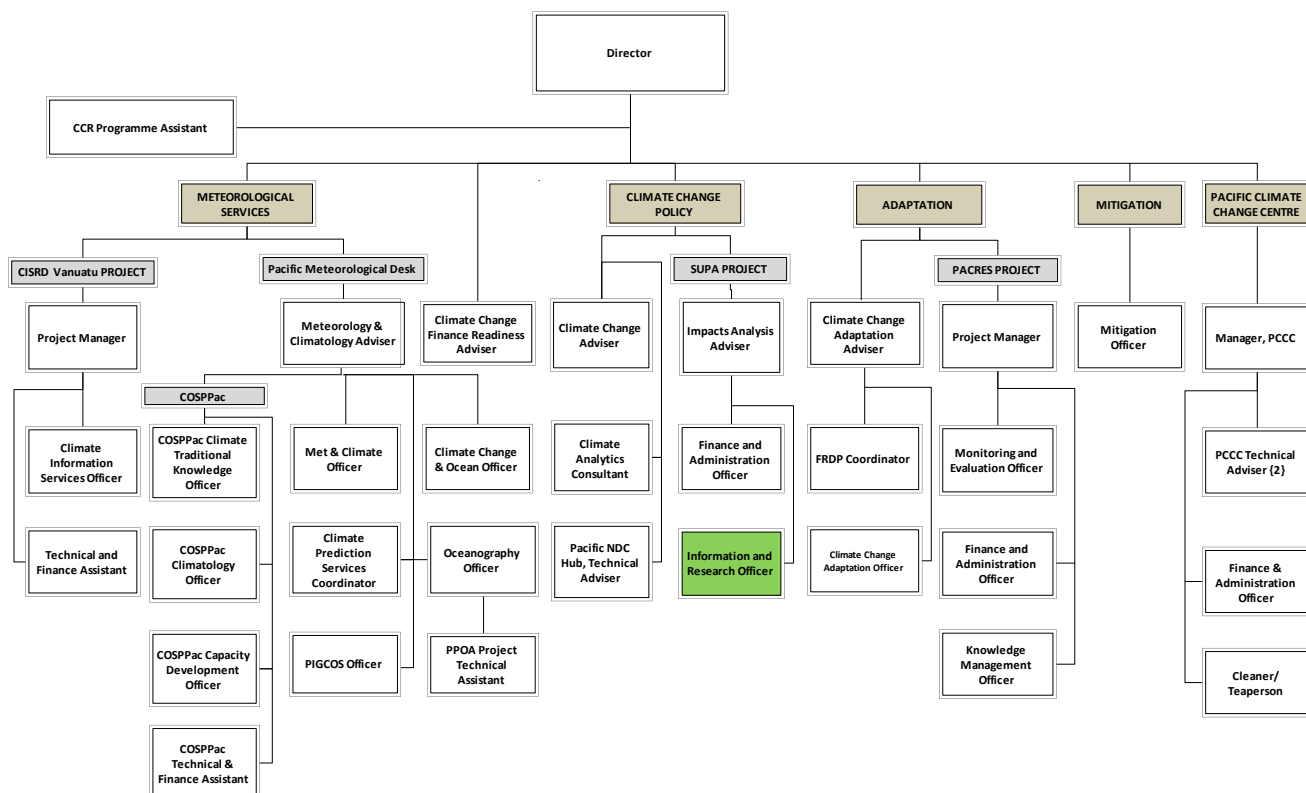 Director
CCR Programme Assistant
METEOROLOGICAL
SERVICES
CLIMATE CHANGE
POLICY
ADAPTATION
MITIGATION
PACIFIC CLIMATE
CHANGE CENTRE
CISRD Vanuatu PROJECT
Pacific Meteorological Desk
SUPA PROJECT
PACRES PROJECT
Project Manager
Meteorology &
Climatology Adviser
Climate Change
Finance Readiness
Adviser
Climate Change
Adviser
Impacts Analysis
Adviser
Climate Change
Adaptation
Adviser
Project Manager
Mitigation
Officer
Manager, PCCC
COSPPac
Climate
Information
Services Officer
COSPPac Climate
Traditional
Knowledge
Officer
Met & Climate
Officer
Climate Change
& Ocean Officer
Climate
Analytics
Consultant
Finance and
Administration
Officer
FRDP Coordinator
Monitoring and
Evaluation Officer
PCCC Technical
Adviser {2}
Technical and
Finance Assistant
COSPPac
Climatology
Officer
Climate
Prediction
Services
Coordinator
Oceanography
Officer
Pacific NDC
Hub, Technical
Adviser
Information and
Research Officer
Climate Change
Adaptation Officer
Finance and
Administration
Officer
Finance &
Administration
Officer
COSPPac Capacity
Development
Officer
PIGCOS Officer
PPOA Project
Technical
Assistant
Knowledge
Management
Officer
Cleaner/
Teaperson
COSPPac
Technical &
Finance Assistant